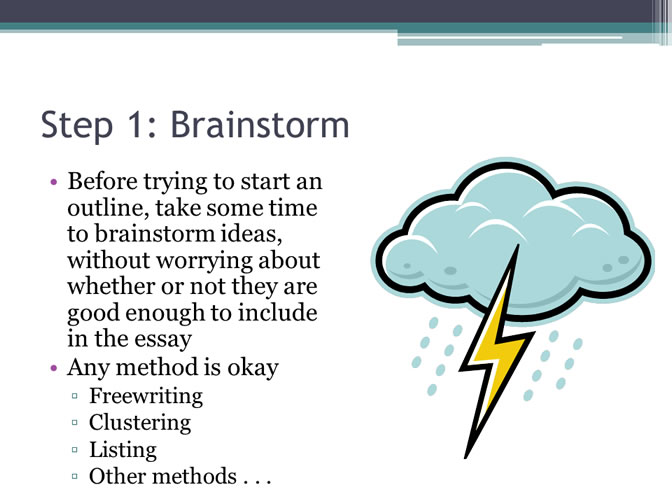 Step 1: Brainstorm
• Before trying to start an
outline, take some time
to brainstorm ideas,
without worrying about
whether or not they are
good enough to include
in the essay
• Any method is okay
▫ Freewriting
▫ Clustering
▫ Listing
▫ Other methods . . .